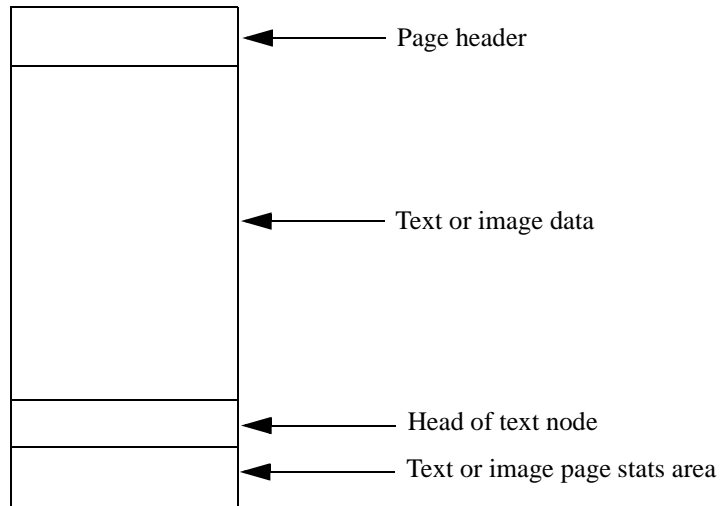 Page header
Text or image data
Head of text node
Text or image page stats area